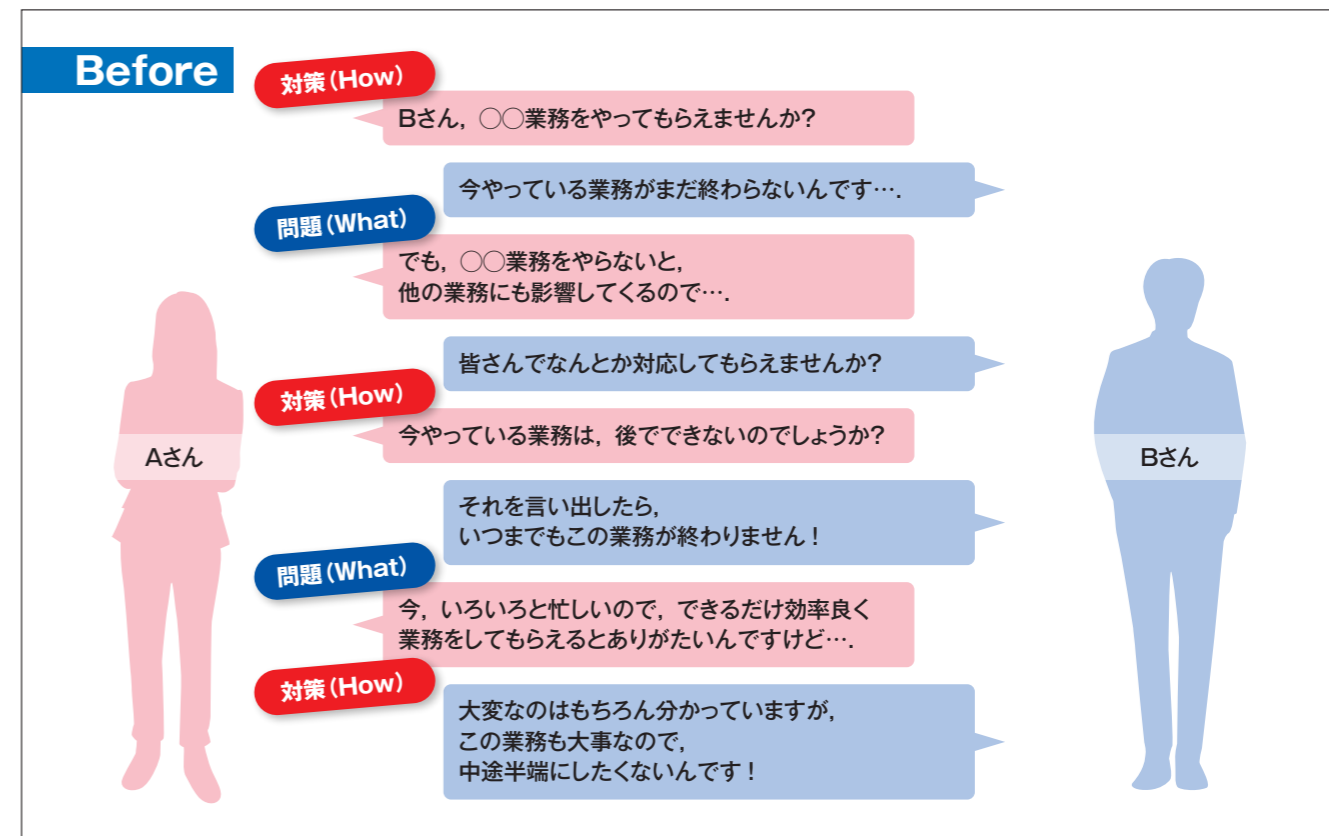 Before
対策(How)
Bさん，○○業務をやってもらえませんか？
今やっている業務がまだ終わらないんです….
問題(What)
でも，○○業務をやらないと，
他の業務にも影響してくるので….
皆さんでなんとか対応してもらえませんか？
対策(How)
今やっている業務は，後でできないのでしょうか？
Aさん
Bさん
それを言い出したら，
いつまでもこの業務が終わりません！
問題(What)
今，いろいろと忙しいので，できるだけ効率良く
業務をしてもらえるとありがたいんですけど….
対策(How)
大変なのはもちろん分かっていますが，
この業務も大事なので，
中途半端にしたくないんです！